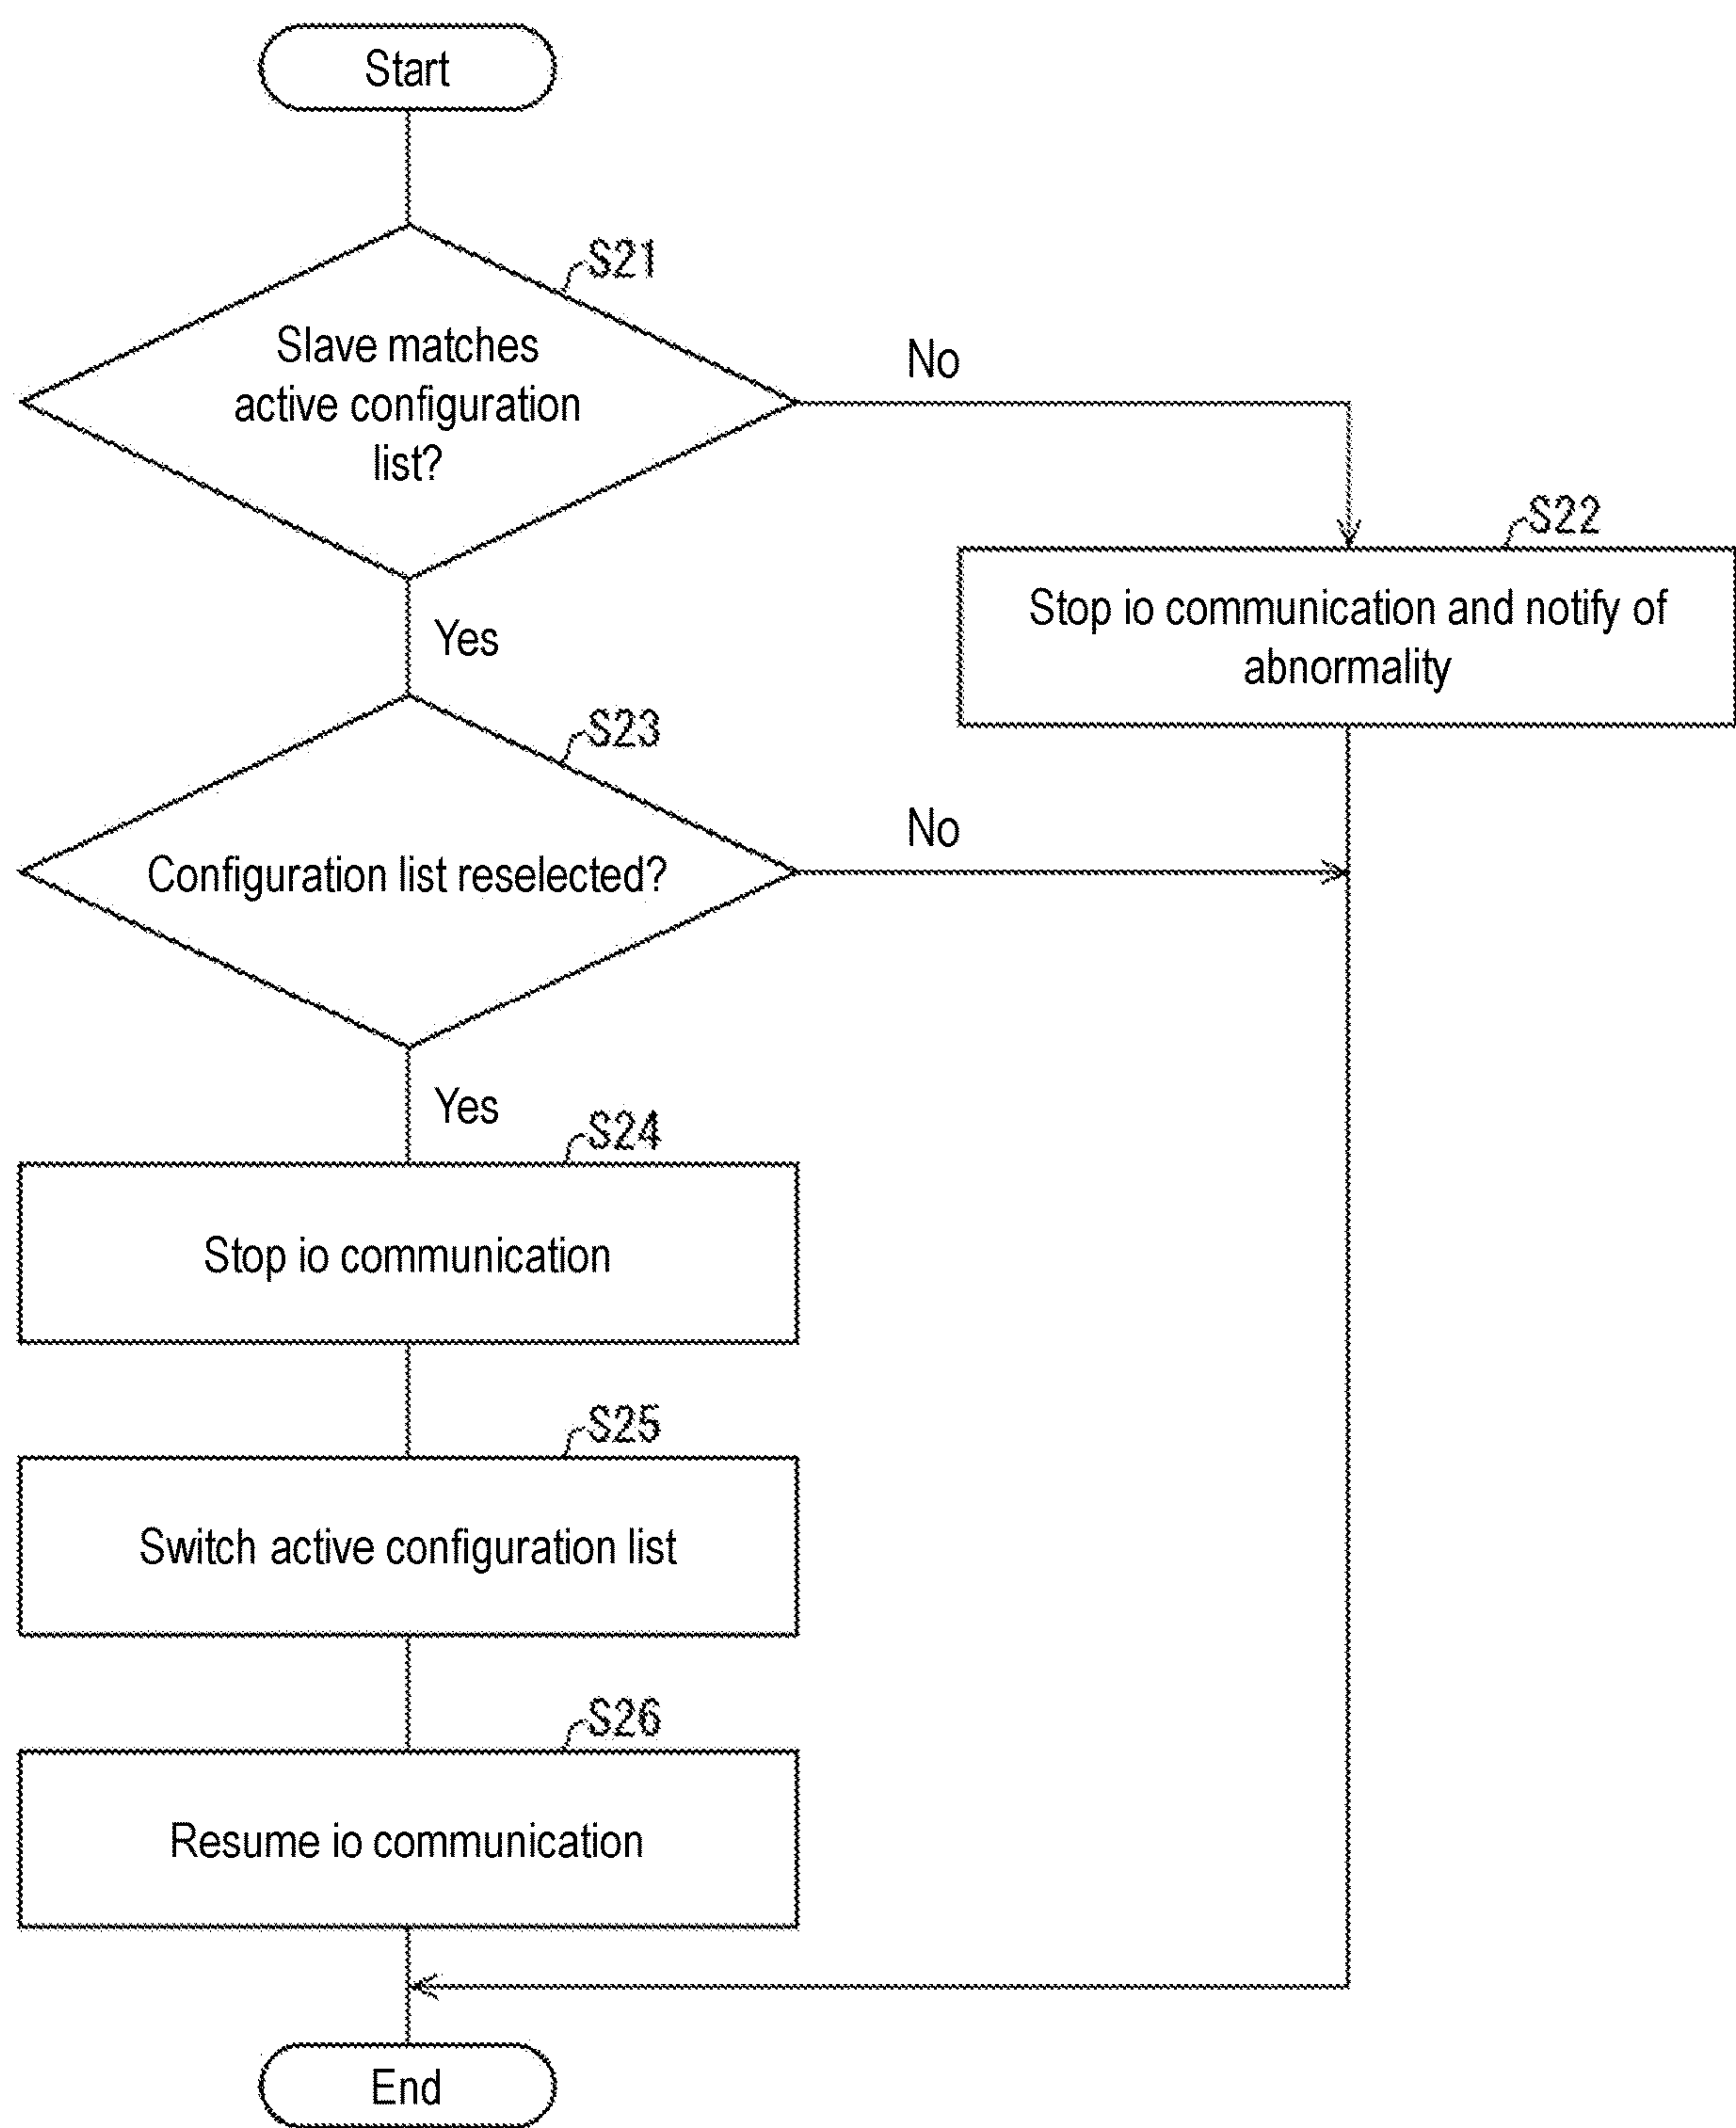 Start
S21
Slave matches
active configuration
list?
No
S22
Stop io communication and notify of
abnormality
Yes
S23
Configuration list reselected?
No
Yes
S24
Stop io communication
S25
Switch active configuration list
S26
Resume io communication
End